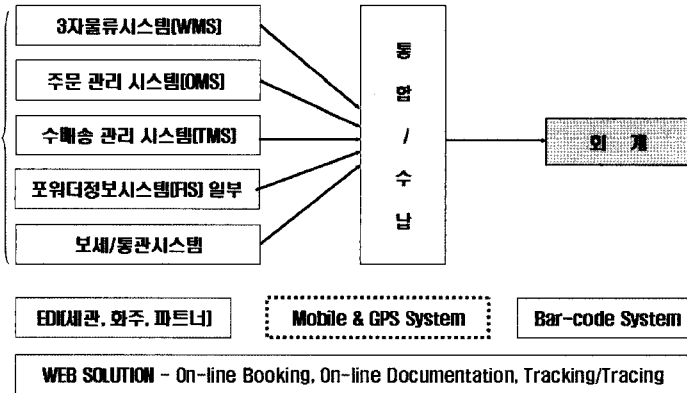 3자물류시스템(WMS)
주문 관리 시스템(OMS)
수배송 관리 시스템(TMS)
포워더정보시스템(FIS) 일부
보세/통관시스템
통
합
/
수
납
회 계
EDI(세관, 화주, 파트너)
Mobile & GPS System
Bar-code System
WEB SOLUTION - On-line Booking, On-line Documentation, Tracking/Tracing